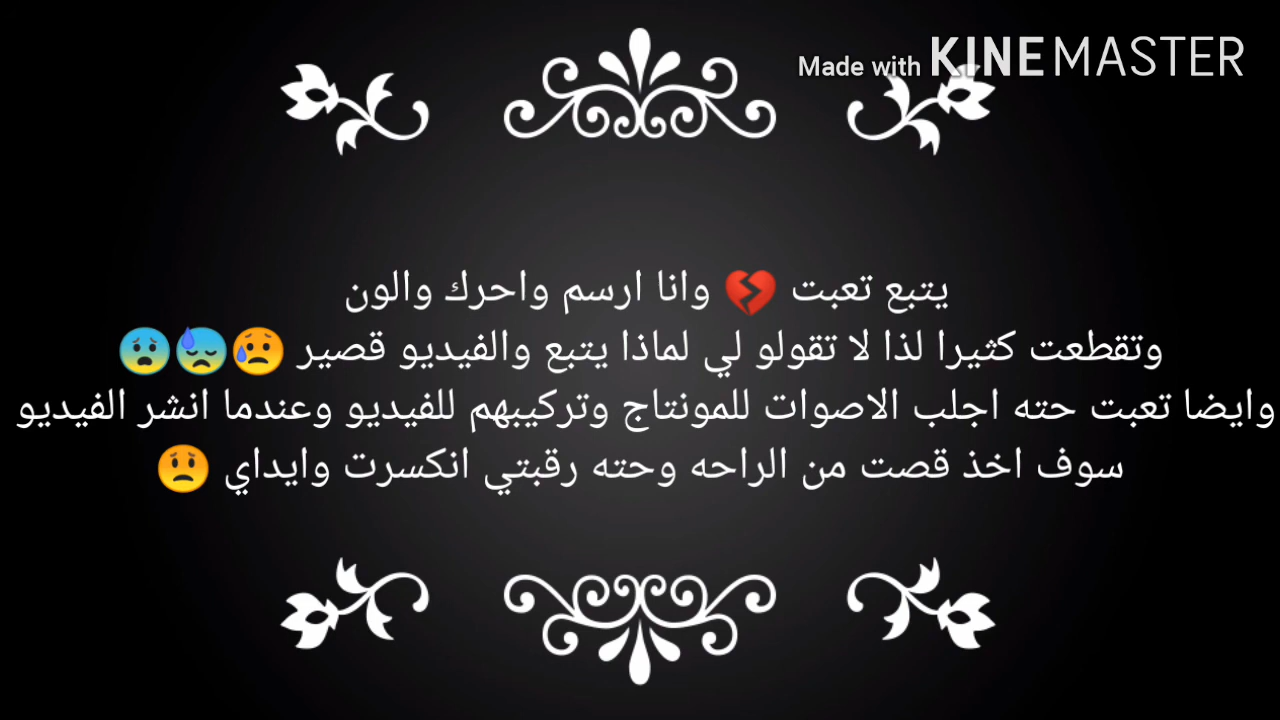 Made with KINEMASTER
يتبع تعبت 💔 وانا ارسم واحرك والون
وتقطعت كثيرا لذا لا تقولو لي لماذا يتبع والفيديو قصير 😥😓😨
وايضا تعبت حته اجلب الاصوات للمونتاج وتركيبهم للفيديو وعندما انشر الفيديو
سوف اخذ قصت من الراحه وحته رقبتي انكسرت وايداي 😟